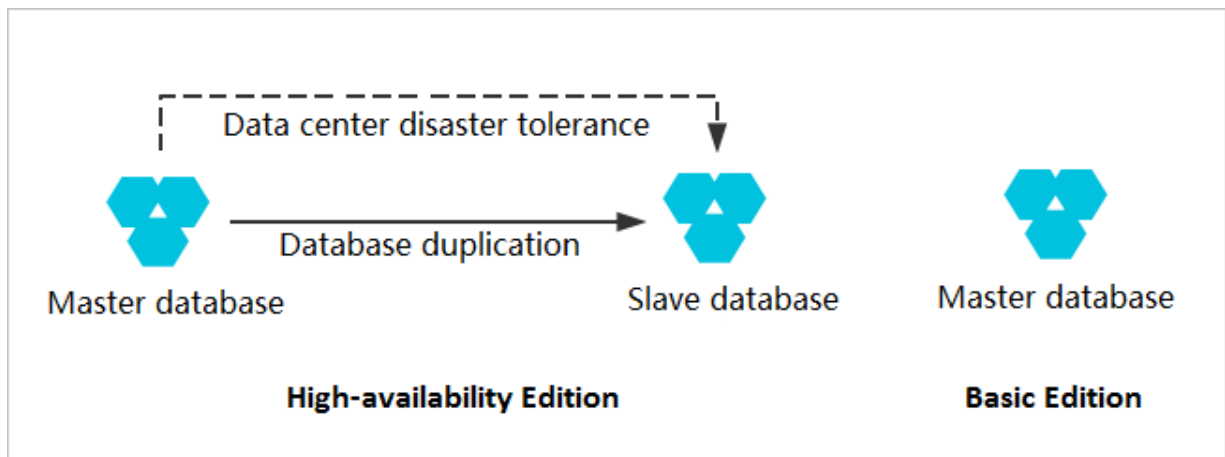 Data center disaster tolerance
Database duplication
Master database
Slave database
Master database
High-availability Edition
Basic Edition